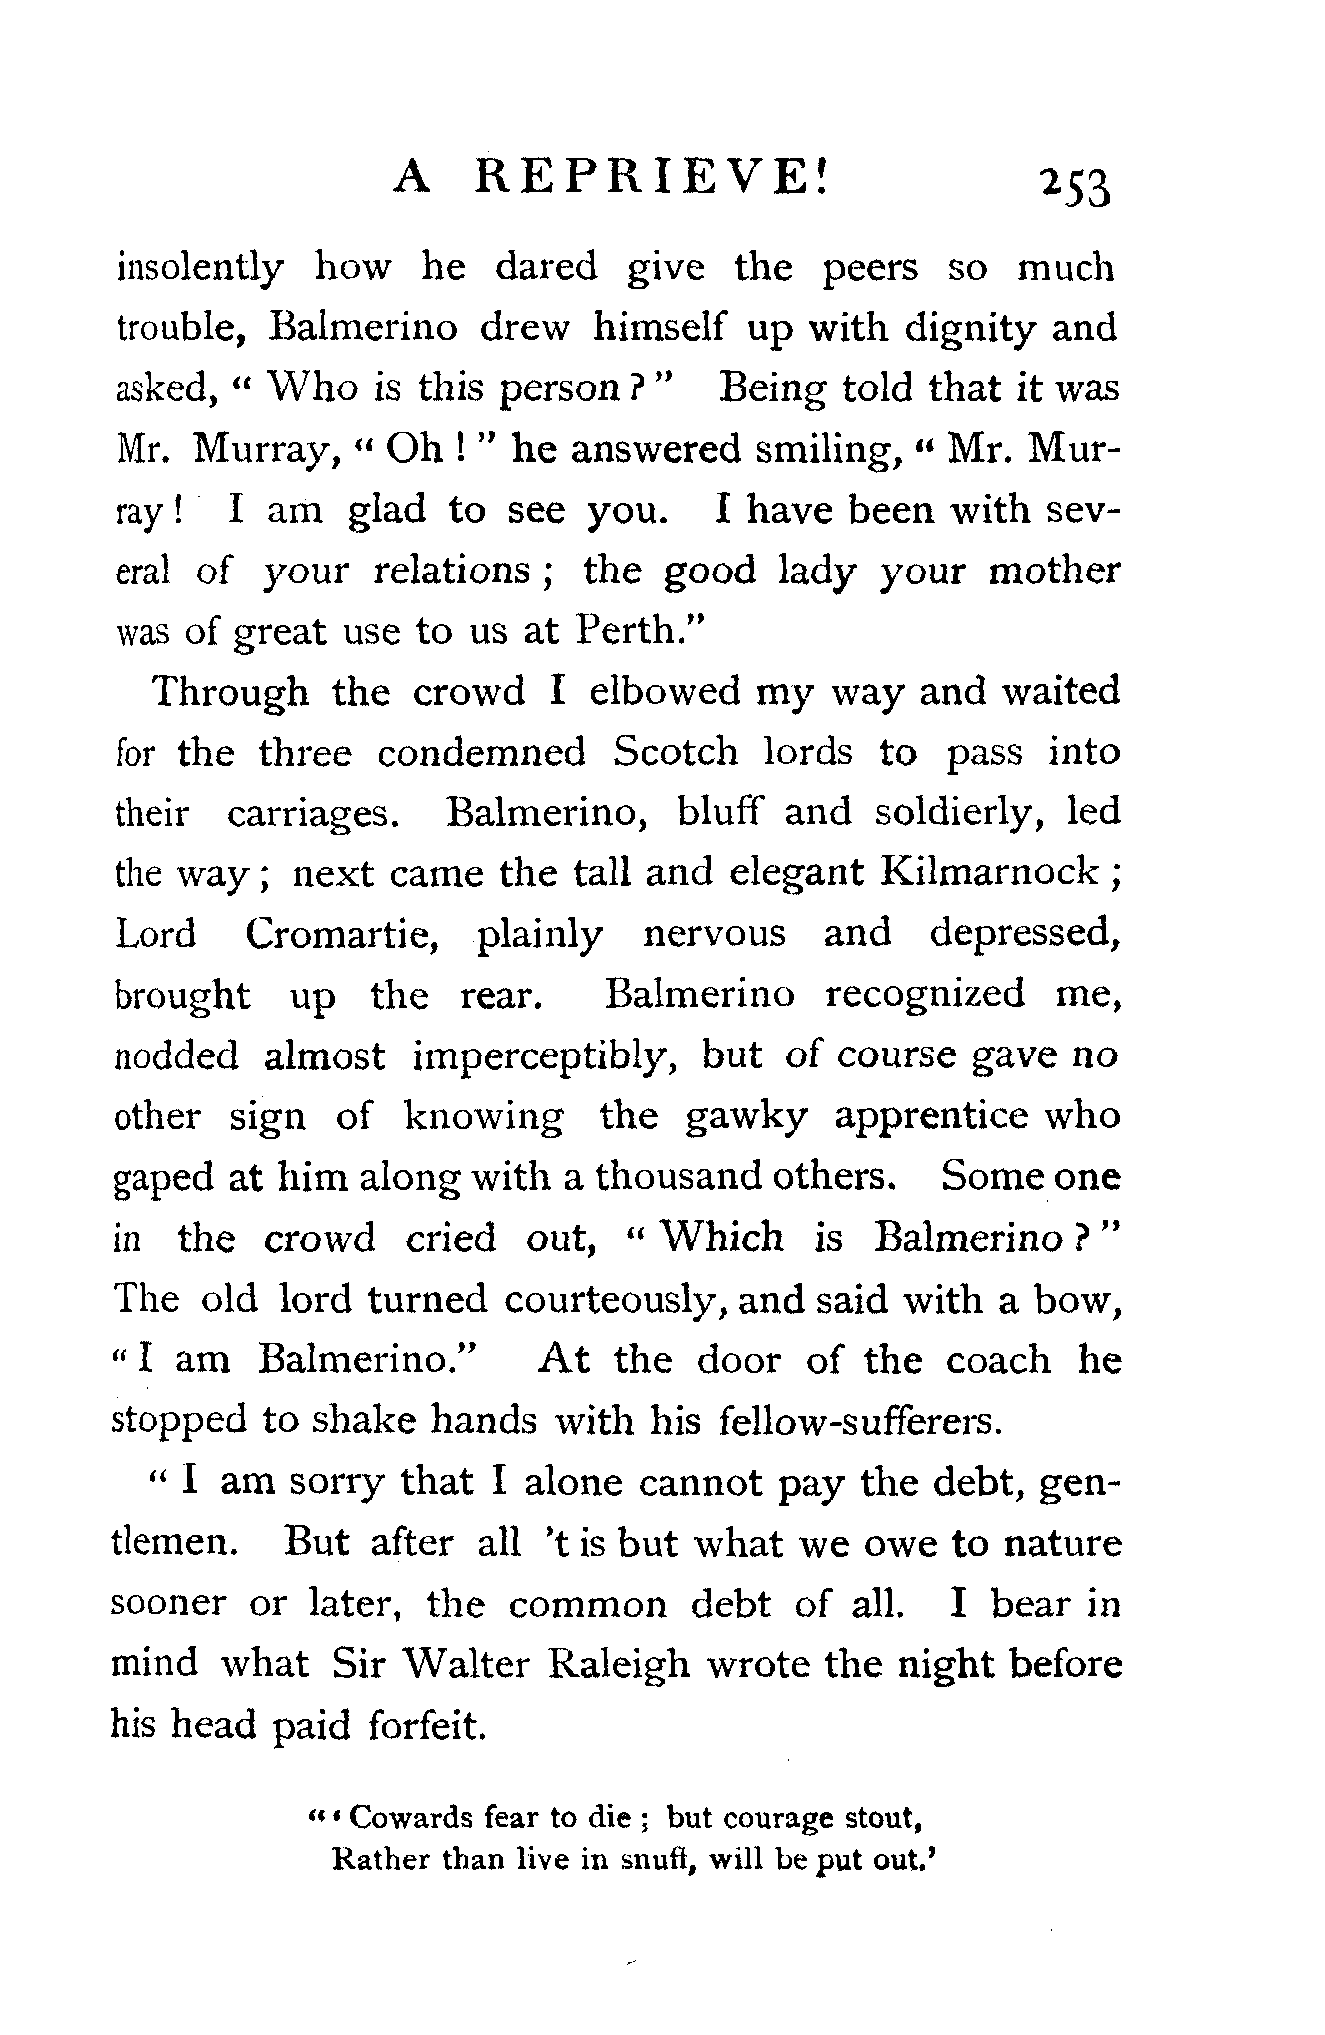 A REPRIEVE! 253
insolently how he dared give the peers so much
trouble, Balmerino drew himself up with dignity and
asked, “ Who is this person ? ” Being told that it was
Mr. Murray, “ Oh ! ” he answered smiling, “ Mr. Mur-
ray ! I am glad to see you. I have been with sev-
eral of your relations ; the good lady your mother
was of great use to us at Perth.”
Through the crowd I elbowed my way and waited
for the three condemned Scotch lords to pass into
their carriages. Balmerino, bluff and soldierly, led
the way ; next came the tall and elegant Kilmarnock ;
Lord Cromartie, plainly nervous and depressed,
brought up the rear. Balmerino recognized me,
nodded almost imperceptibly, but of course gave no
other sign of knowing the gawky apprentice who
gaped at him along with a thousand others. Some one
in the crowd cried out, “ Which is Balmerino ? ”
The old lord turned courteously, and said with a bow,
“ I am Balmerino.” At the door of the coach he
stopped to shake hands with his fellow-sufferers.
“ I am sorry that I alone cannot pay the debt, gen-
tlemen. But after all ’t is but what we owe to nature
sooner or later, the common debt of all. I bear in
mind what Sir Walter Raleigh wrote the night before
his head paid forfeit.
“ ‘ Cowards fear to die ; but courage stout,
Rather than live in snuff, will be put out.’